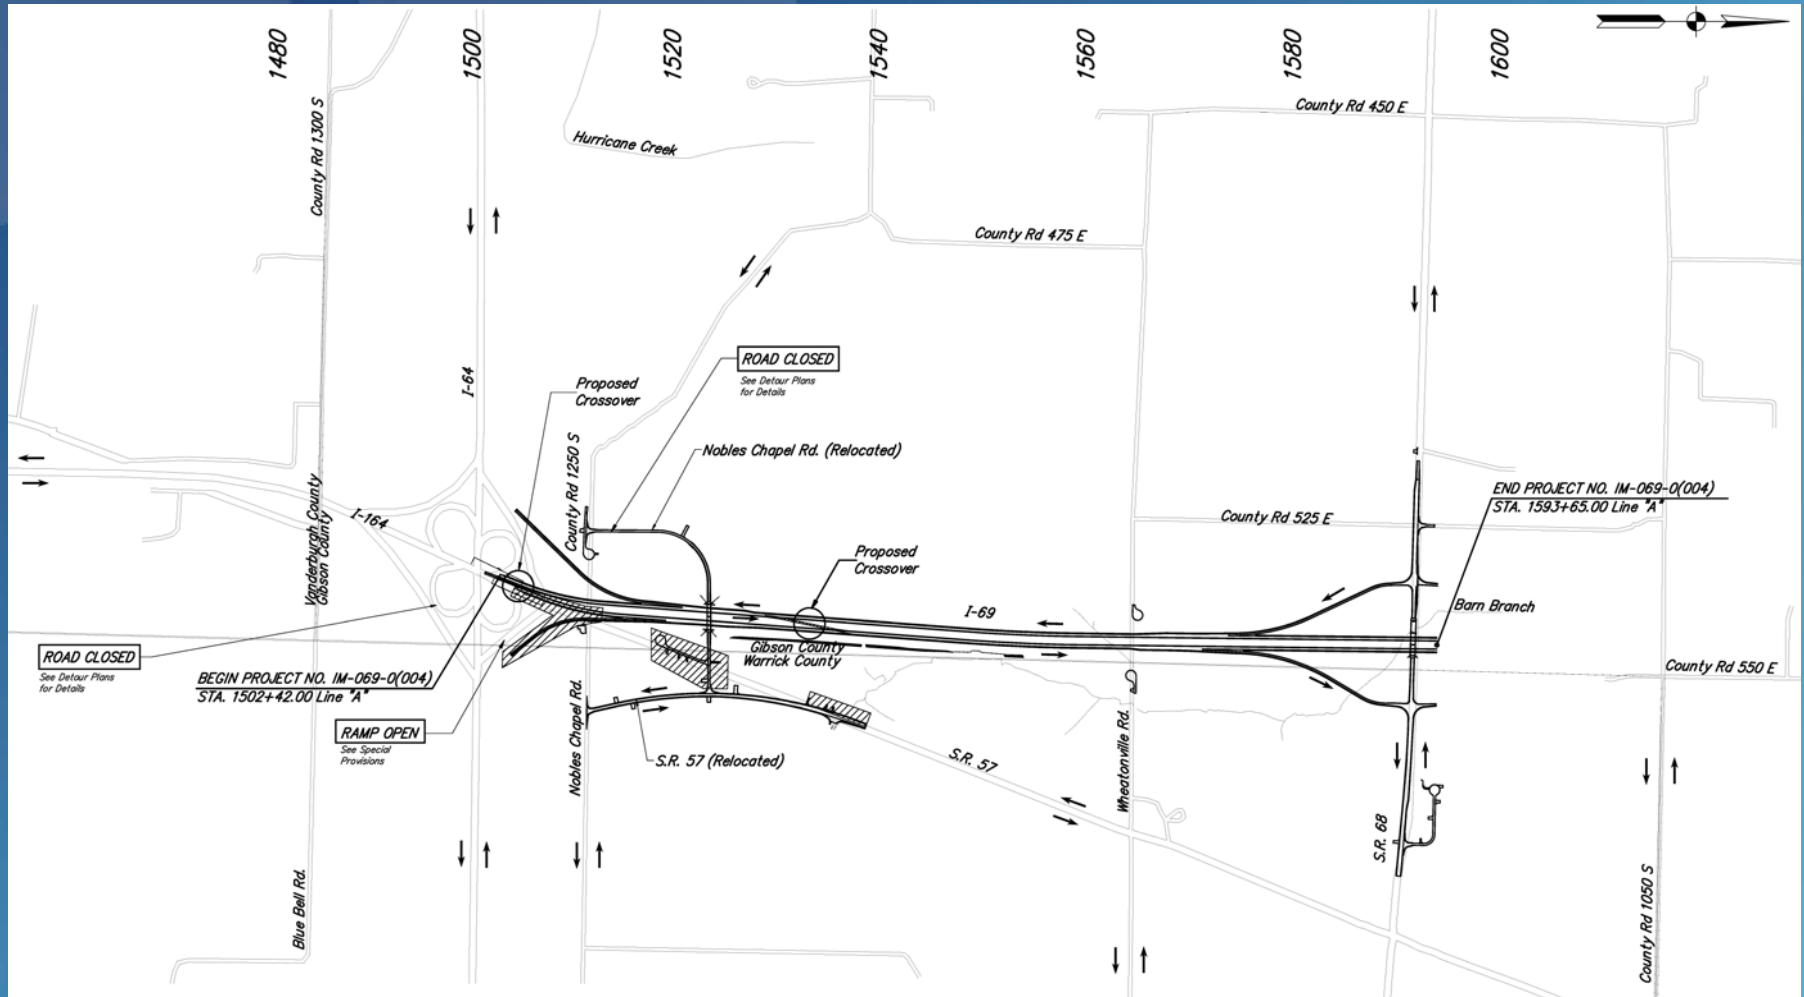 1480
1500
1520
1540
1560
1580
1600
County Rd 1300 S
Hurricane Creek
County Rd 450 E
County Rd 475 E
I-64
Proposed
Crossover
ROAD CLOSED
See Detour Plans
for Details
Nobles Chapel Rd. (Relocated)
County Rd 1250 S
Vanderburgh County
Gibson County
I-164
END PROJECT NO. IM-069-0(004)
STA. 1593+65.00 Line "A"
County Rd 525 E
Proposed
Crossover
I-69
Barn Branch
Gibson County
Warrick County
ROAD CLOSED
See Detour Plans
for Details
BEGIN PROJECT NO. IM-069-0(004)
STA. 1502+42.00 Line "A"
County Rd 550 E
RAMP OPEN
See Special
Provisions
Nobles Chapel Rd.
S.R. 57 (Relocated)
S.R. 57
Wheatonville Rd.
S.R. 68
Blue Bell Rd.
County Rd 1050 S